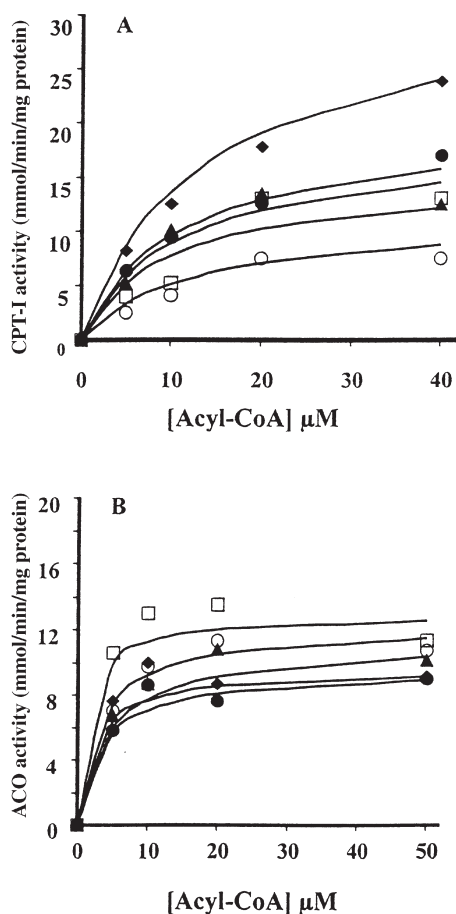 A
CPT-I activity (mmol/min/mg protein)
30
25
20
15
10
5
0
0 10 20 30 40
[Acyl-CoA] µM
B
ACO activity (mmol/min/mg protein)
20
16
12
8
4
0
0 10 20 30 40 50
[Acyl-CoA] µM